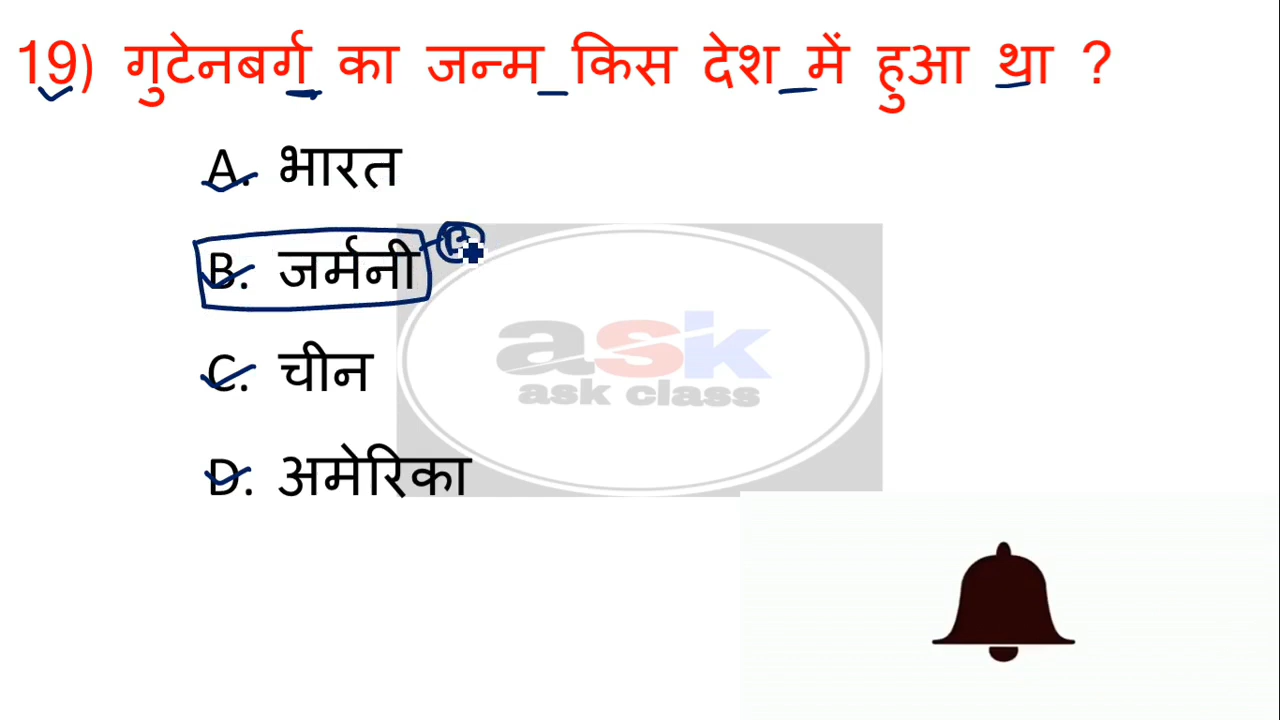 19) गुटेनबर्ग का जन्म किस देश में हुआ था ?
A. भारत
B. जर्मनी
C. चीन
D. अमेरिका
ask
ask class